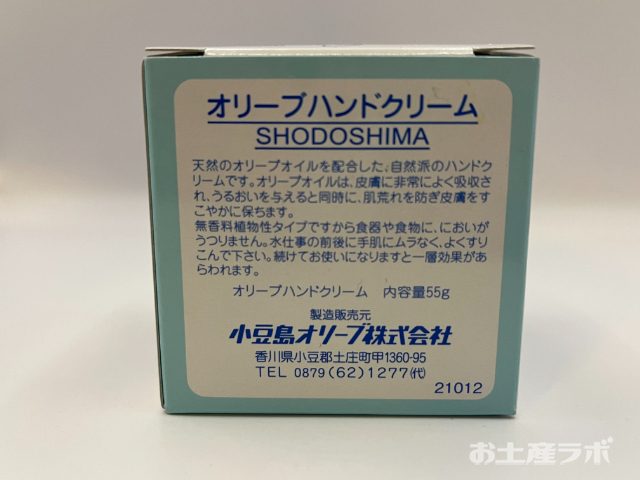 オリーブハンドクリーム
SHODOSHIMA
天然のオリーブオイルを配合した、自然派のハンドク
リームです。オリーブオイルは、皮膚に非常によく吸収さ
れ、うるおいを与えると同時に、肌荒れを防ぎ皮膚をす
こやかに保ちます。
無香料植物性タイプですから食器や食物に、においが
うつりません。水仕事の前後に手肌にムラなく、よくすり
こんで下さい。続けてお使いになりますと一層効果があ
らわれます。
オリーブハンドクリーム 内容量55g
製造販売元
小豆島オリーブ株式会社
香川県小豆郡土庄町甲1360-95
TEL 0879(62)1277(代)
21012
お土産ラボ